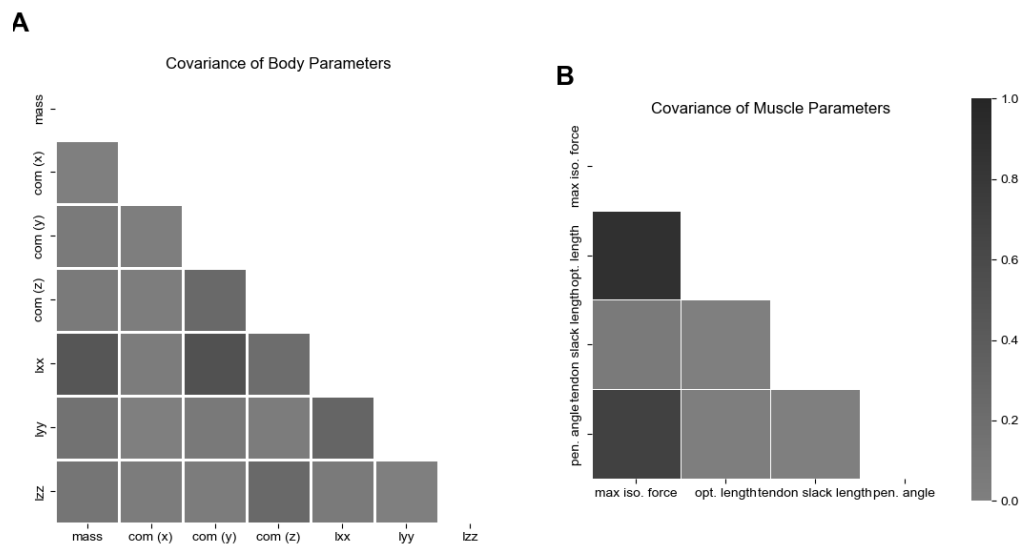 A
Covariance of Body Parameters
mass
com (x)
com (y)
com (z)
Ixx
Iyy
Izz
mass com (x) com (y) com (z) Ixx Iyy Izz
B
Covariance of Muscle Parameters
max iso. force
opt. length
tendon slack length
pen. angle
max iso. force opt. length tendon slack length pen. angle
1.0
0.8
0.6
0.4
0.2
0.0